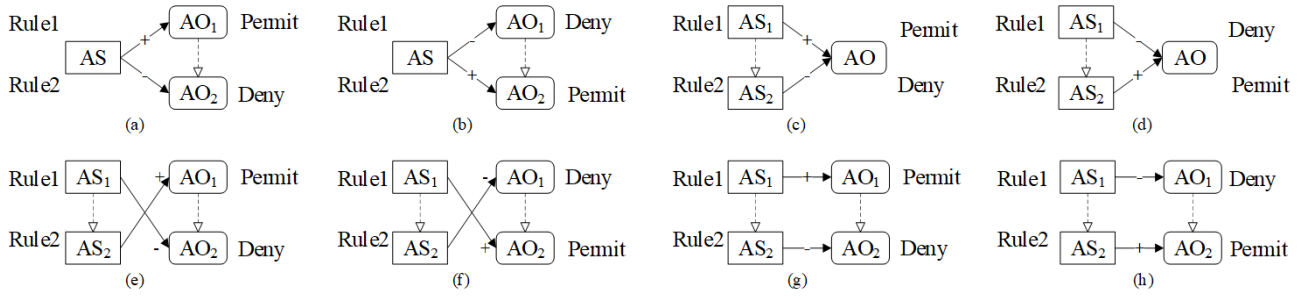 Rule1 AS + AO1 Permit
Rule2 - AO2 Deny
(a)
Rule1 AS - AO1 Deny
Rule2 + AO2 Permit
(b)
Rule1 AS1 + AO Permit
Rule2 AS2 - Deny
(c)
Rule1 AS1 - AO Deny
Rule2 AS2 + Permit
(d)
Rule1 AS1 + AO1 Permit
Rule2 AS2 - AO2 Deny
(e)
Rule1 AS1 - AO1 Deny
Rule2 AS2 + AO2 Permit
(f)
Rule1 AS1 + AO1 Permit
Rule2 AS2 - AO2 Deny
(g)
Rule1 AS1 - AO1 Deny
Rule2 AS2 + AO2 Permit
(h)